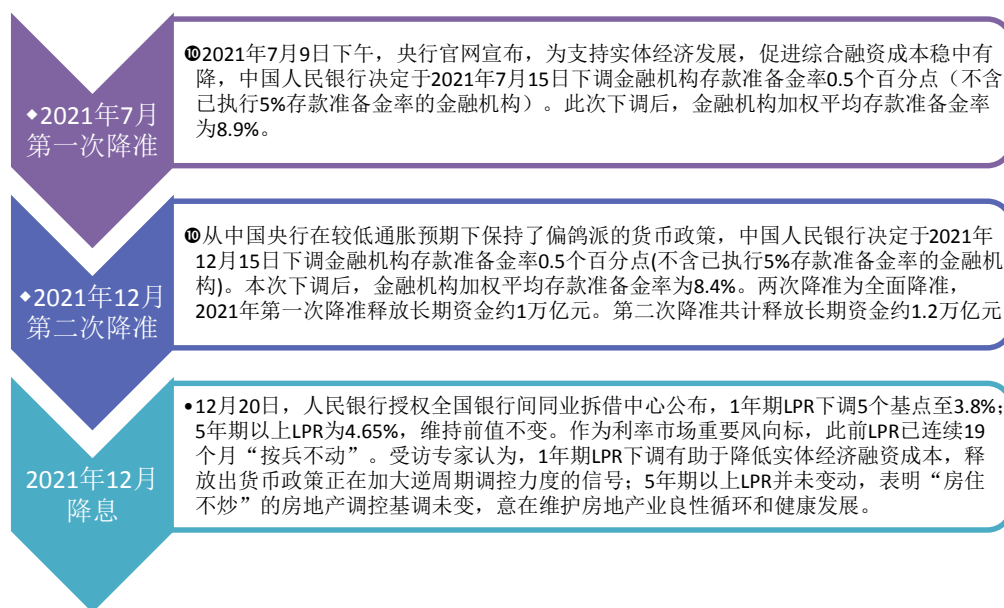 ◆2021年7月
第一次降准
❿2021年7月9日下午，央行官网宣布，为支持实体经济发展，促进综合融资成本稳中有
降，中国人民银行决定于2021年7月15日下调金融机构存款准备金率0.5个百分点（不含
已执行5%存款准备金率的金融机构）。此次下调后，金融机构加权平均存款准备金率
为8.9%。
◆2021年12月
第二次降准
❿从中国央行在较低通胀预期下保持了偏鸽派的货币政策，中国人民银行决定于2021年
12月15日下调金融机构存款准备金率0.5个百分点(不含已执行5%存款准备金率的金融机
构)。本次下调后，金融机构加权平均存款准备金率为8.4%。两次降准为全面降准，
2021年第一次降准释放长期资金约1万亿元。第二次降准共计释放长期资金约1.2万亿元
2021年12月
降息
•12月20日，人民银行授权全国银行间同业拆借中心公布，1年期LPR下调5个基点至3.8%；
5年期以上LPR为4.65%，维持前值不变。作为利率市场重要风向标，此前LPR已连续19
个月“按兵不动”。受访专家认为，1年期LPR下调有助于降低实体经济融资成本，释
放出货币政策正在加大逆周期调控力度的信号；5年期以上LPR并未变动，表明“房住
不炒”的房地产调控基调未变，意在维护房地产业良性循环和健康发展。